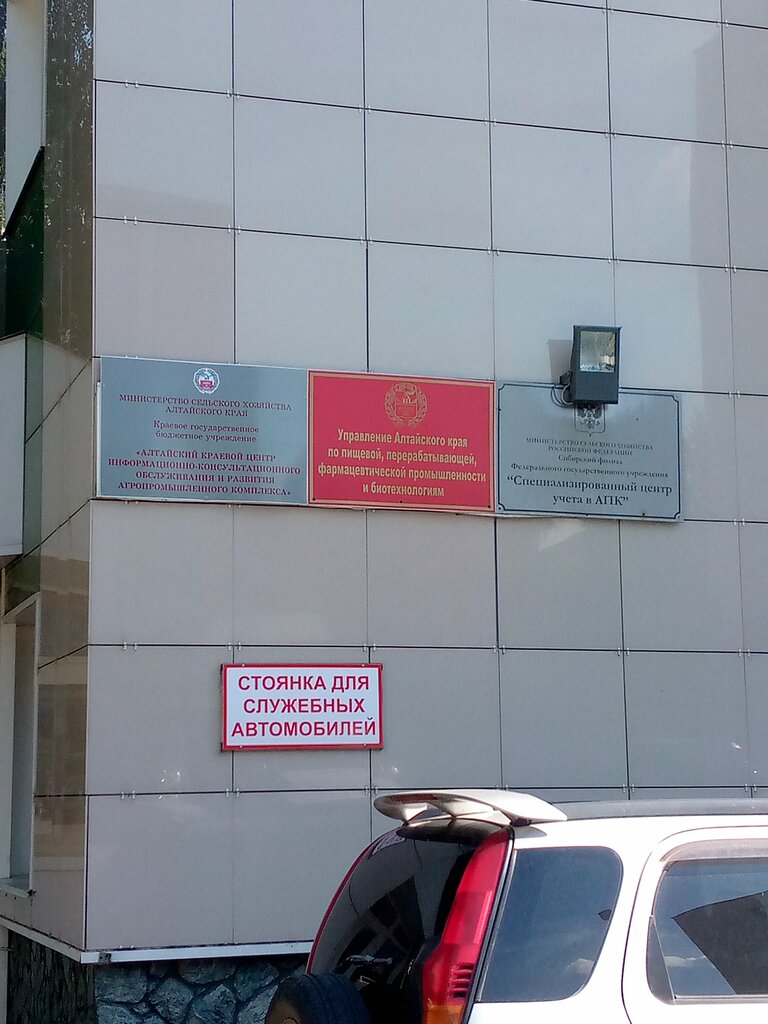 МИНИСТЕРСТВО СЕЛЬСКОГО ХОЗЯЙСТВА
АЛТАЙСКОГО КРАЯ
Краевое государственное
бюджетное учреждение
«АЛТАЙСКИЙ КРАЕВОЙ ЦЕНТР
ИНФОРМАЦИОННО-КОНСУЛЬТАЦИОННОГО
ОБСЛУЖИВАНИЯ И РАЗВИТИЯ
АГРОПРОМЫШЛЕННОГО КОМПЛЕКСА»
Управление Алтайского края
по пищевой, перерабатывающей,
фармацевтической промышленности
и биотехнологиям
МИНИСТЕРСТВО СЕЛЬСКОГО ХОЗЯЙСТВА
РОССИЙСКОЙ ФЕДЕРАЦИИ
Сибирский филиал
Федерального государственного учреждения
“Специализированный центр
учета в АПК”
СТОЯНКА ДЛЯ
СЛУЖЕБНЫХ
АВТОМОБИЛЕЙ